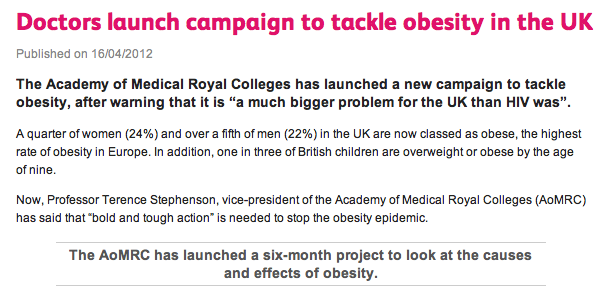 Doctors launch campaign to tackle obesity in the UK
Published on 16/04/2012
The Academy of Medical Royal Colleges has launched a new campaign to tackle
obesity, after warning that it is “a much bigger problem for the UK than HIV was”.
A quarter of women (24%) and over a fifth of men (22%) in the UK are now classed as obese, the highest
rate of obesity in Europe. In addition, one in three of British children are overweight or obese by the age
of nine.
Now, Professor Terence Stephenson, vice-president of the Academy of Medical Royal Colleges (AoMRC)
has said that “bold and tough action” is needed to stop the obesity epidemic.
The AoMRC has launched a six-month project to look at the causes
and effects of obesity.